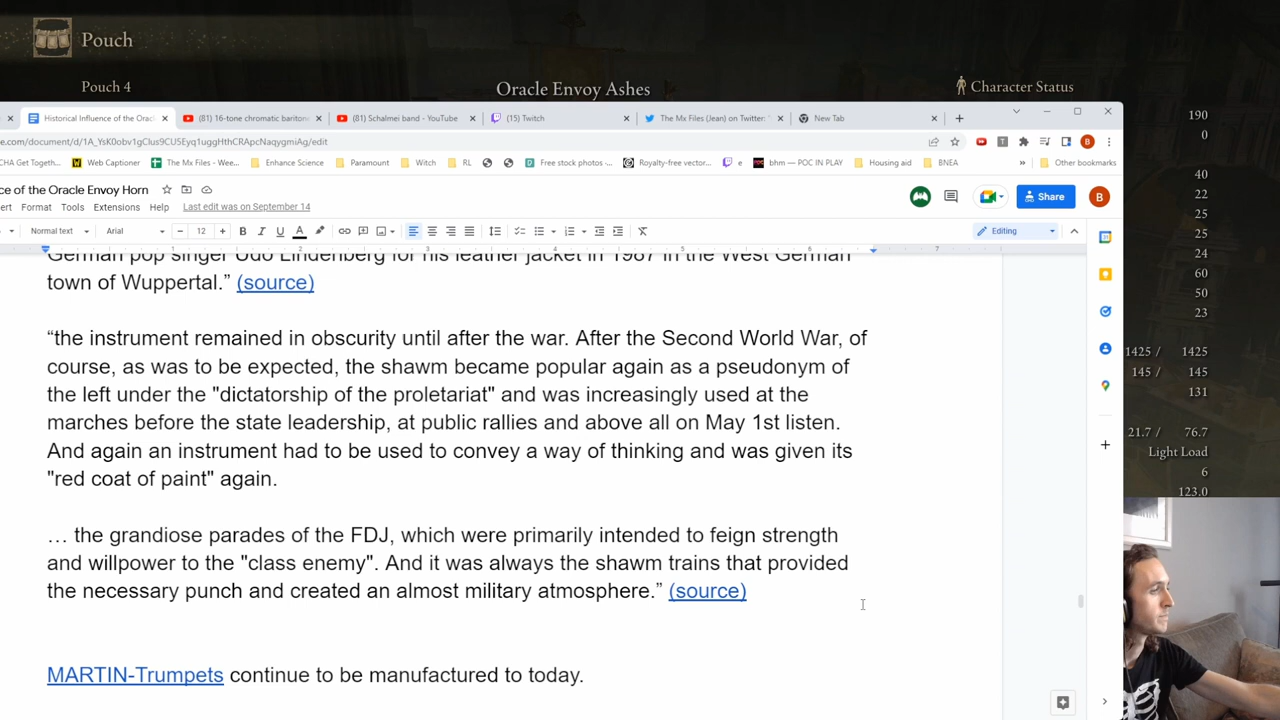 Pouch
Pouch 4
Oracle Envoy Ashes
Character Status
Historical Influence of the Orac
(81) 16-tone chromatic baritone
(81) Schalmei band - YouTube
(15) Twitch
The Mx Files (Jean) on Twitter: "
New Tab
e.com/document/d/1A_YsK0obv1gClus9CU5Eyq1uggHthCRApcNaqygmiAg/edit
CHA Get Togeth...
Web Captioner
The Mx Files - Wee...
Enhance Science
Paramount
Witch
RL
Free stock photos -...
Royalty-free vector...
e
bhm — POC IN PLAY
Housing aid
BNEA
»
Other bookmarks
ce of the Oracle Envoy Horn
Share
B
ert Format Tools Extensions Help Last edit was on September 14
Normal text Arial 12 B I U A
Editing
1 2 3 4 5 6 7
German pop singer Udo Lindenberg for his leather jacket in 1987 in the West German
town of Wuppertal.” (source)
“the instrument remained in obscurity until after the war. After the Second World War, of
course, as was to be expected, the shawm became popular again as a pseudonym of
the left under the "dictatorship of the proletariat" and was increasingly used at the
marches before the state leadership, at public rallies and above all on May 1st listen.
And again an instrument had to be used to convey a way of thinking and was given its
"red coat of paint" again.
… the grandiose parades of the FDJ, which were primarily intended to feign strength
and willpower to the "class enemy". And it was always the shawm trains that provided
the necessary punch and created an almost military atmosphere.” (source)
MARTIN-Trumpets continue to be manufactured to today.
190
0
40
22
25
25
24
60
50
23
1425 / 1425
145 / 145
131
21.7 / 76.7
Light Load
6
123.0